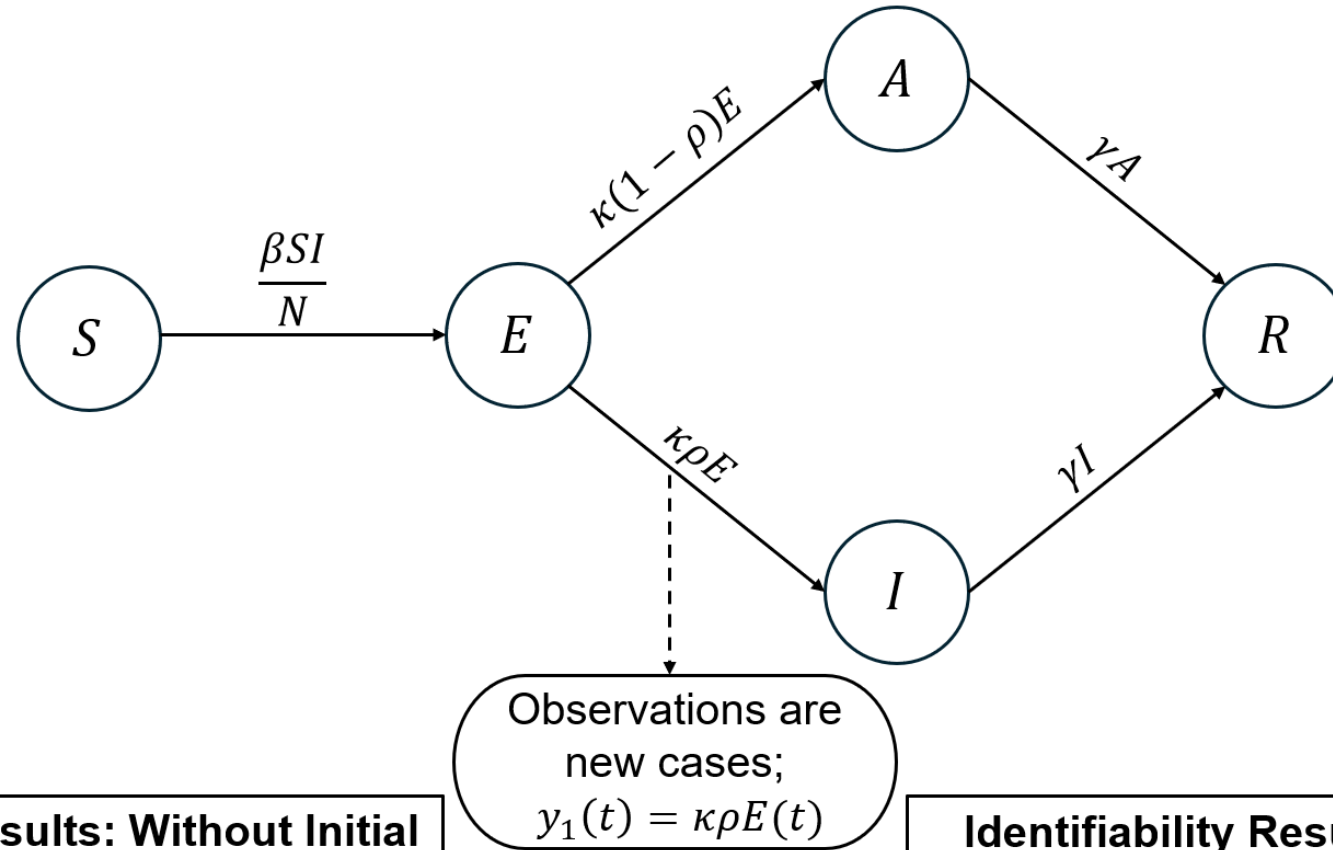 A
κ(1 − ρ)E
γA
βSI
N
S
E
R
κρE
γI
I
Observations are
new cases;
y₁(t) = κρE(t)
sults: Without Initial
Identifiability Resu